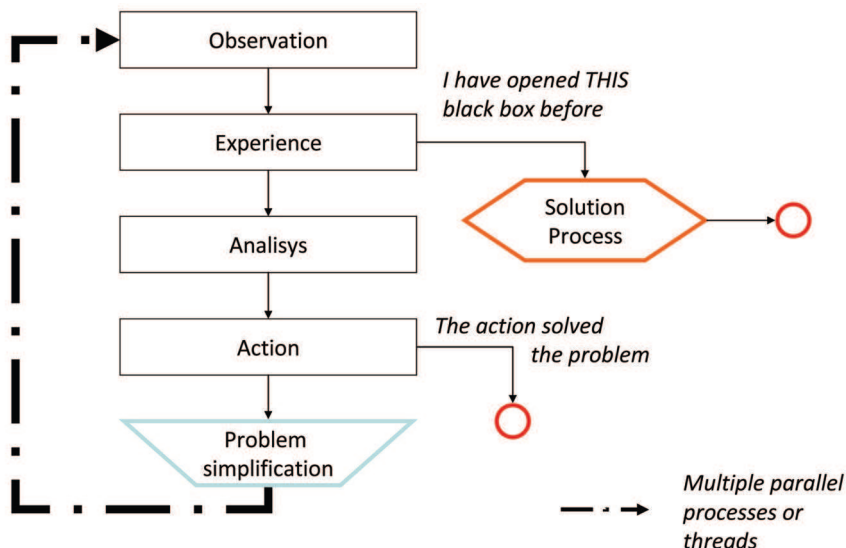 Observation
I have opened THIS
black box before
Experience
Solution
Process
Analisys
The action solved
the problem
Action
Problem
simplification
Multiple parallel
processes or
threads